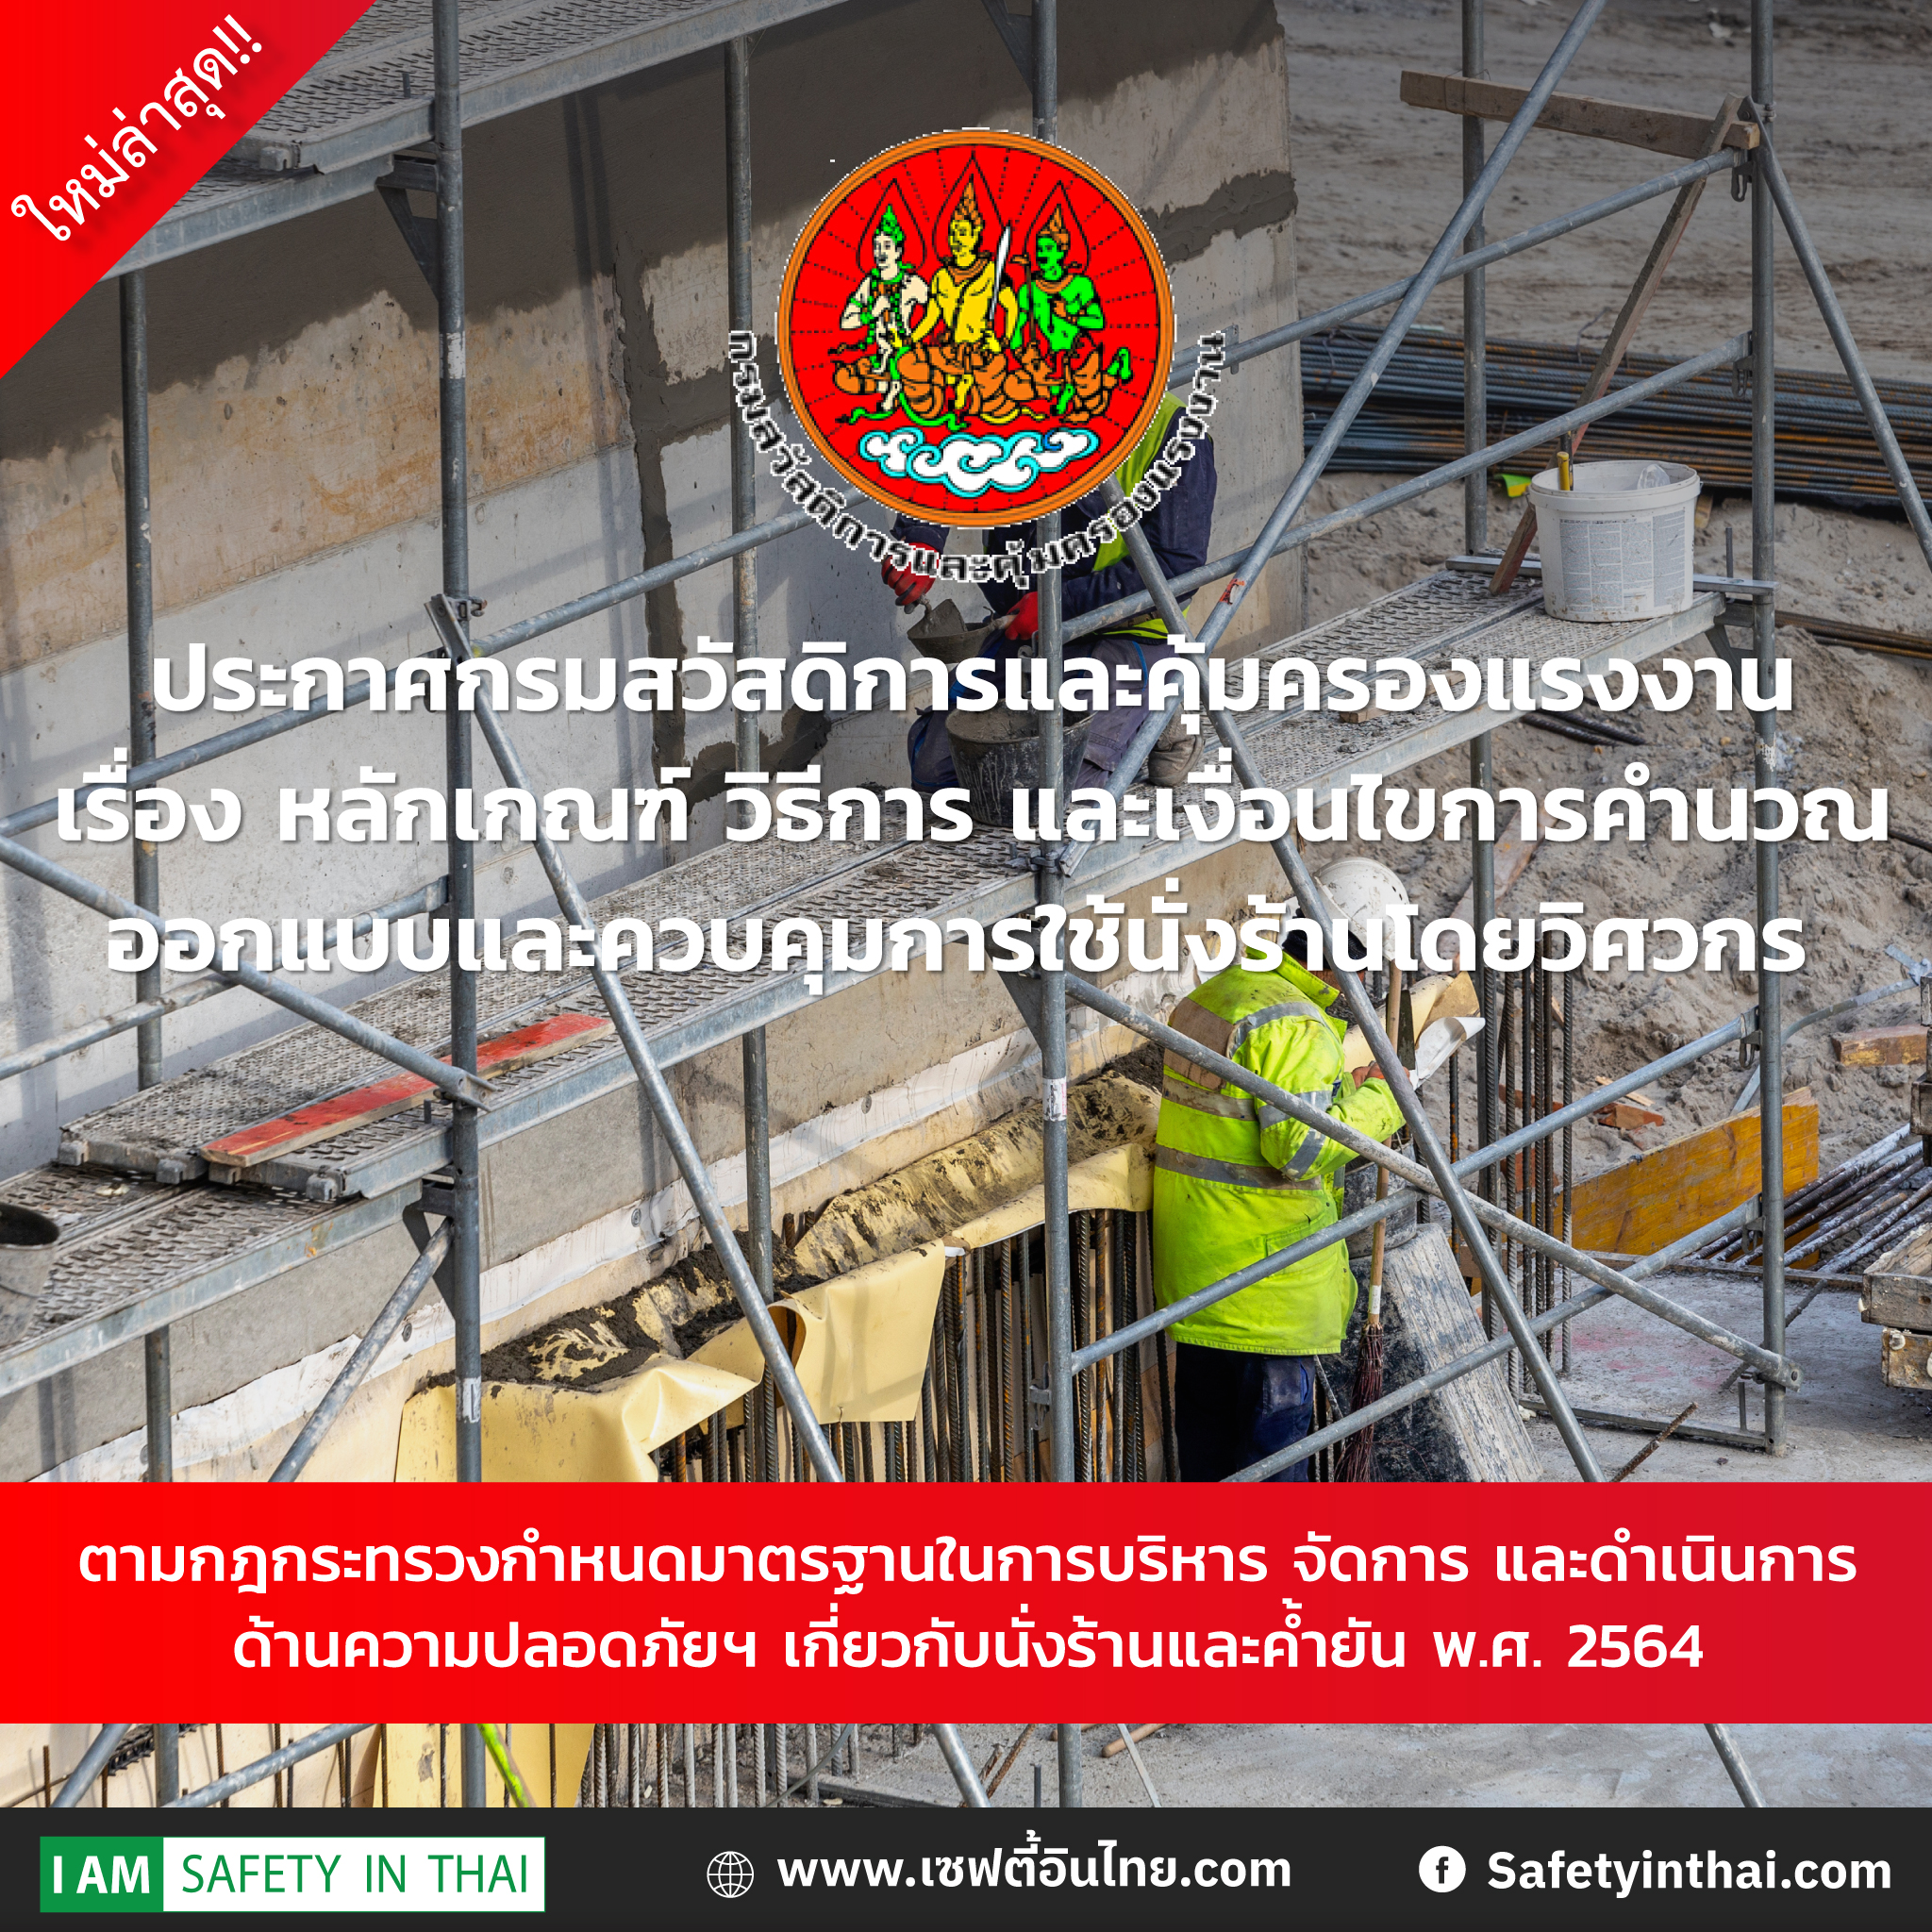 ใหม่ล่าสุด!!
กรมสวัสดิการและคุ้มครองแรงงาน
ประกาศกรมสวัสดิการและคุ้มครองแรงงาน
เรื่อง หลักเกณฑ์ วิธีการ และเงื่อนไขการคำนวณ
ออกแบบและควบคุมการใช้นั่งร้านโดยวิศวกร
ตามกฎกระทรวงกำหนดมาตรฐานในการบริหาร จัดการ และดำเนินการ
ด้านความปลอดภัยฯ เกี่ยวกับนั่งร้านและค้ำยัน พ.ศ. 2564
I AM SAFETY IN THAI
www.เซฟตี้อินไทย.com
Safetyinthai.com